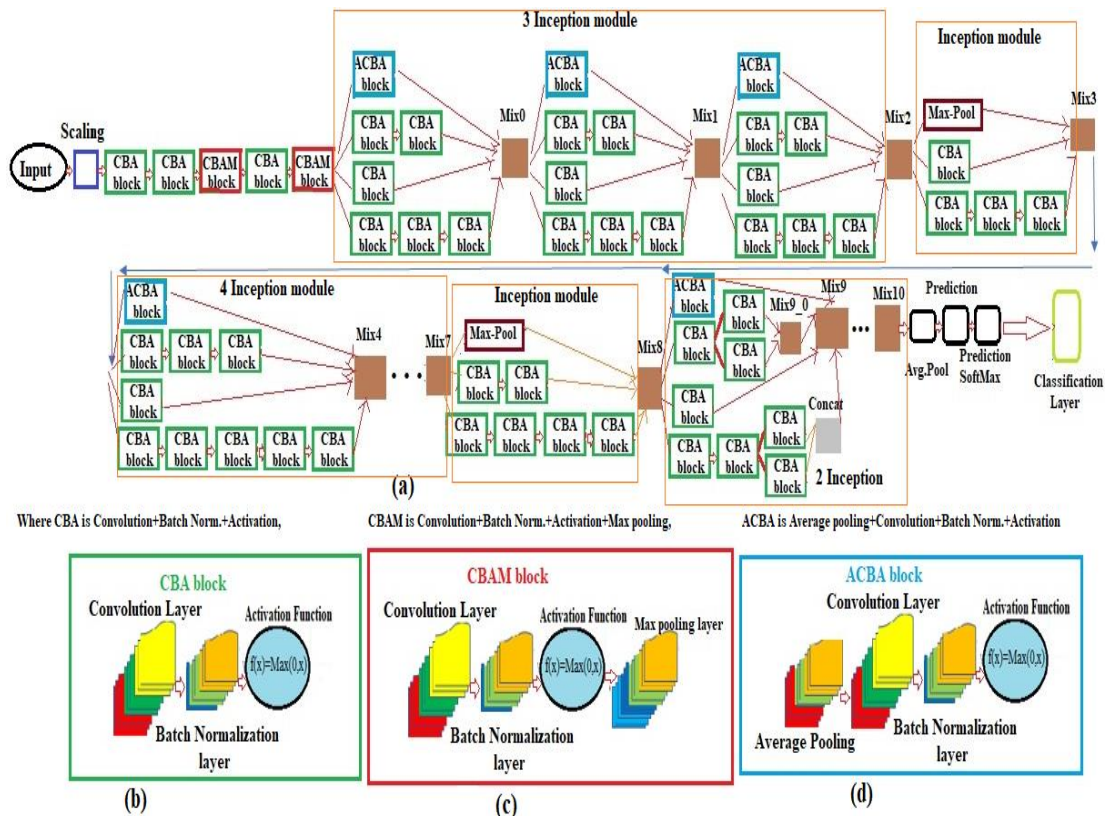 3 Inception module
Inception module
ACBA
block
ACBA
block
ACBA
block
Mix0
Mix1
Mix2
Mix3
Max-Pool
Scaling
Input
CBA
block
CBA
block
CBAM
block
CBA
block
CBAM
block
CBA
block
CBA
block
CBA
block
CBA
block
CBA
block
CBA
block
CBA
block
CBA
block
CBA
block
CBA
block
CBA
block
CBA
block
CBA
block
CBA
block
CBA
block
CBA
block
CBA
block
CBA
block
CBA
block
CBA
block
CBA
block
CBA
block
4 Inception module
ACBA
block
CBA
block
CBA
block
CBA
block
CBA
block
CBA
block
CBA
block
CBA
block
CBA
block
CBA
block
Mix4
Mix7
Inception module
Max-Pool
CBA
block
CBA
block
CBA
block
CBA
block
CBA
block
CBA
block
Mix8
ACBA
block
CBA
block
CBA
block
CBA
block
Mix9_0
Mix9
Mix10
CBA
block
CBA
block
CBA
block
CBA
block
CBA
block
Concat
2 Inception
Prediction
Avg.Pool
Prediction
SoftMax
Classification
Layer
(a)
Where CBA is Convolution+Batch Norm.+Activation,
CBAM is Convolution+Batch Norm.+Activation+Max pooling,
ACBA is Average pooling+Convolution+Batch Norm.+Activation
CBA block
Convolution Layer
Activation Function
f(x)=Max(0,x)
Batch Normalization
layer
(b)
CBAM block
Convolution Layer
Activation Function
Max pooling layer
f(x)=Max(0,x)
Batch Normalization
layer
(c)
ACBA block
Convolution Layer
Activation Function
f(x)=Max(0,x)
Average Pooling
Batch Normalization
layer
(d)